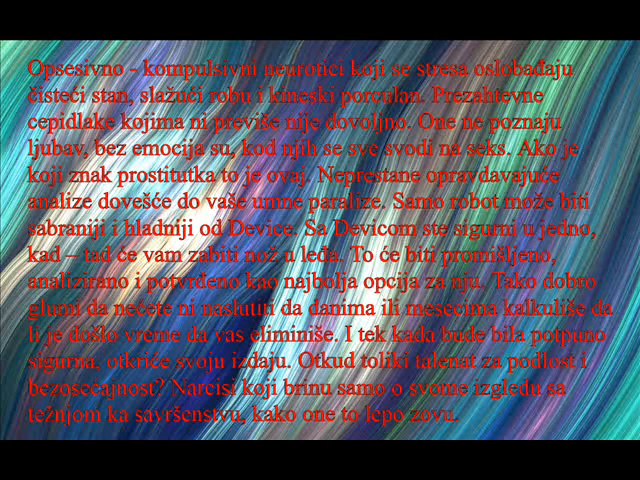 Opsesivno - kompulsivni neurotici koji se stresa oslobađaju
čisteći stan, slažući robu i kineski porculan. Prezahtevne
cepidlake kojima ni previše nije dovoljno. One ne poznaju
ljubav, bez emocija su, kod njih se sve svodi na seks. Ako je
koji znak prostitutka to je ovaj. Neprestane opravdavajuće
analize dovešće do vaše umne paralize. Samo robot može biti
sabraniji i hladniji od Device. Sa Devicom ste sigurni u jedno,
kad – tad će vam zabiti nož u leđa. To će biti promišljeno,
analizirano i potvrđeno kao najbolja opcija za nju. Tako dobro
glumi da nećete ni naslutiti da danima ili mesecima kalkuliše da
li je došlo vreme da vas eliminiše. I tek kada bude bila potpuno
sigurna, otkriće svoju izdaju. Otkud toliki talenat za podlost i
bezosećajnost? Narcisi koji brinu samo o svome izgledu sa
težnjom ka savršenstvu, kako one to lepo zovu.